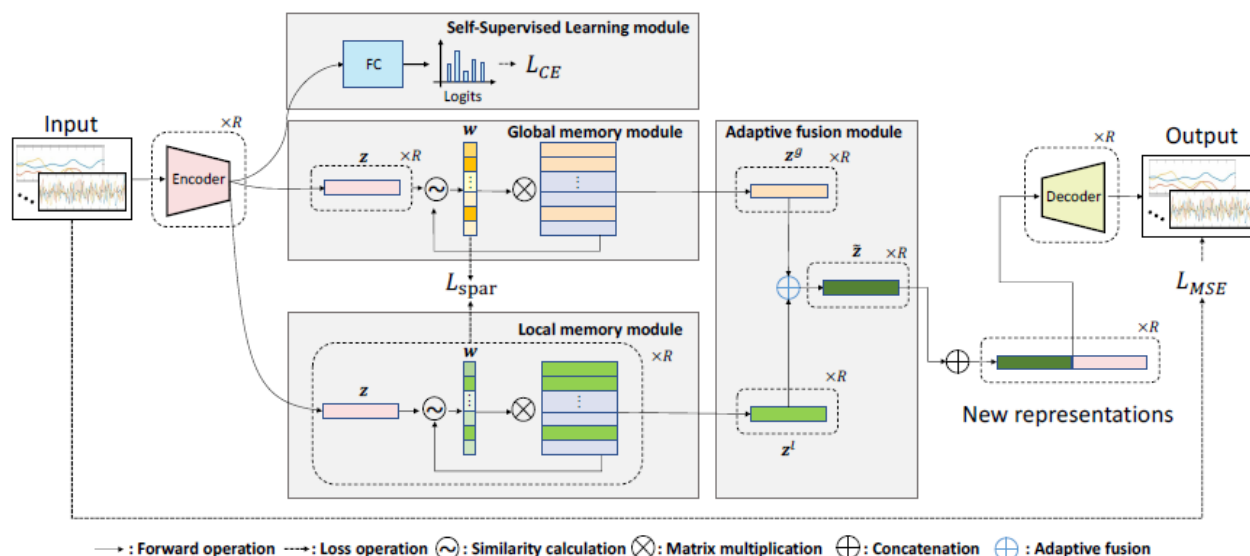 Self-Supervised Learning module
FC
Logits
L_CE
Input
×R
Encoder
Global memory module
z
×R
w
L_spar
Local memory module
×R
z
w
Adaptive fusion module
z^g
×R
z̃
×R
×R
z^l
×R
New representations
×R
Decoder
Output
L_MSE
: Forward operation : Loss operation : Similarity calculation : Matrix multiplication : Concatenation : Adaptive fusion